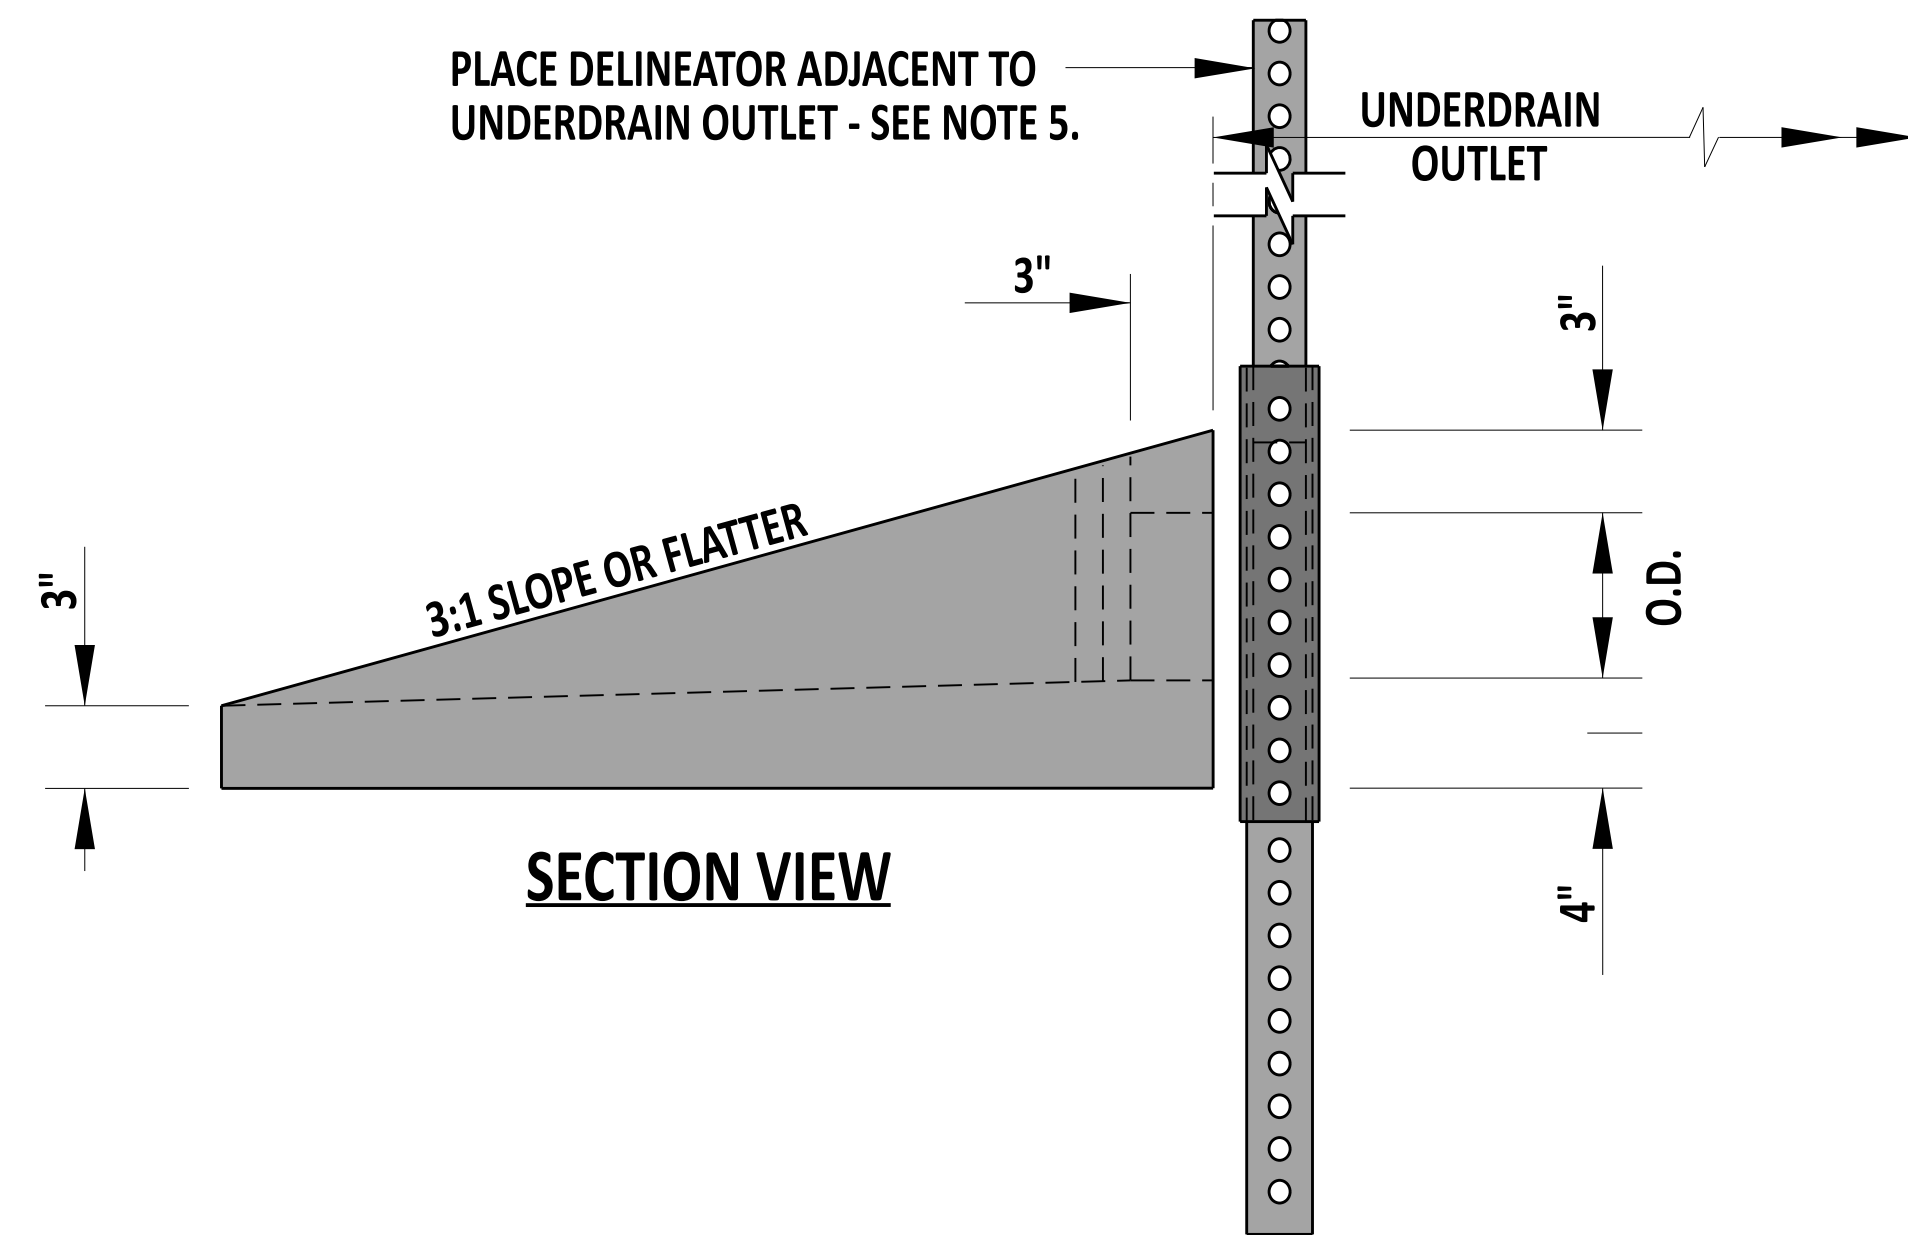 PLACE DELINEATOR ADJACENT TO
UNDERDRAIN OUTLET - SEE NOTE 5.
UNDERDRAIN
OUTLET
3"
3"
3:1 SLOPE OR FLATTER
3"
O.D.
4"
SECTION VIEW